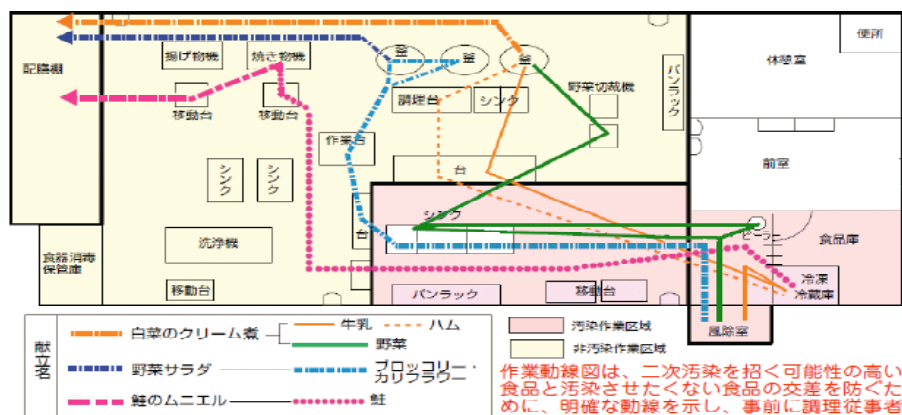 便所
休憩室
配膳棚
揚げ物機
焼き物機
釜
釜
釜
パンラック
野菜切裁機
調理台
シンク
移動台
移動台
作業台
前室
シンク
シンク
台
シンク
ピーラー
食品庫
洗浄機
台
食器消毒
保管庫
冷凍
冷蔵庫
移動台
パンラック
移動台
風除室
献立名
白菜のクリーム煮
牛乳
ハム
野菜
野菜サラダ
ブロッコリー・
カリフラワー
鮭のムニエル
鮭
汚染作業区域
非汚染作業区域
作業動線図は、二次汚染を招く可能性の高い
食品と汚染させたくない食品の交差を防ぐた
めに、明確な動線を示し、事前に調理従事者